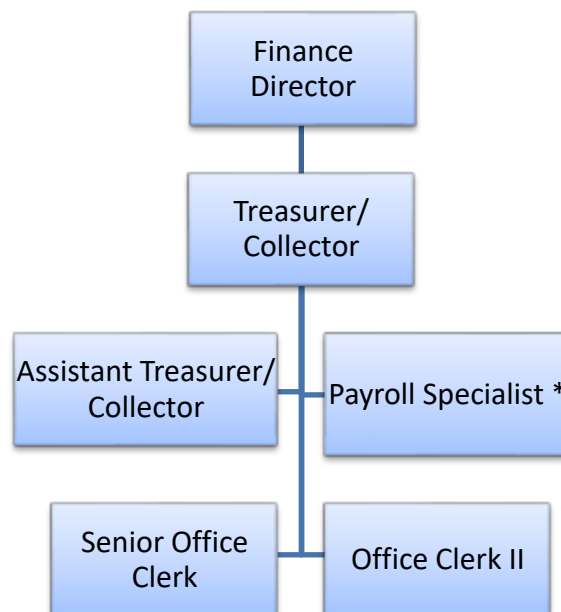 Finance
Director
Treasurer/
Collector
Assistant Treasurer/
Collector
Payroll Specialist *
Senior Office
Clerk
Office Clerk II